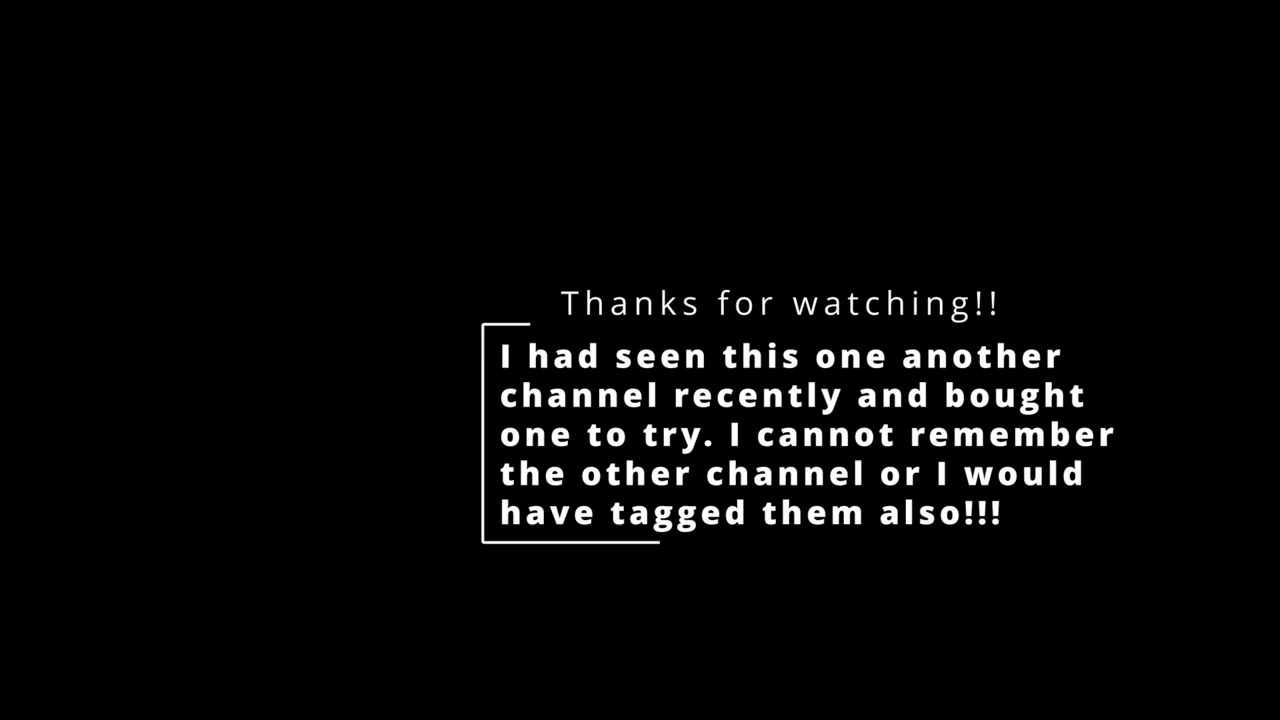 Thanks for watching!!
I had seen this one another
channel recently and bought
one to try. I cannot remember
the other channel or I would
have tagged them also!!!